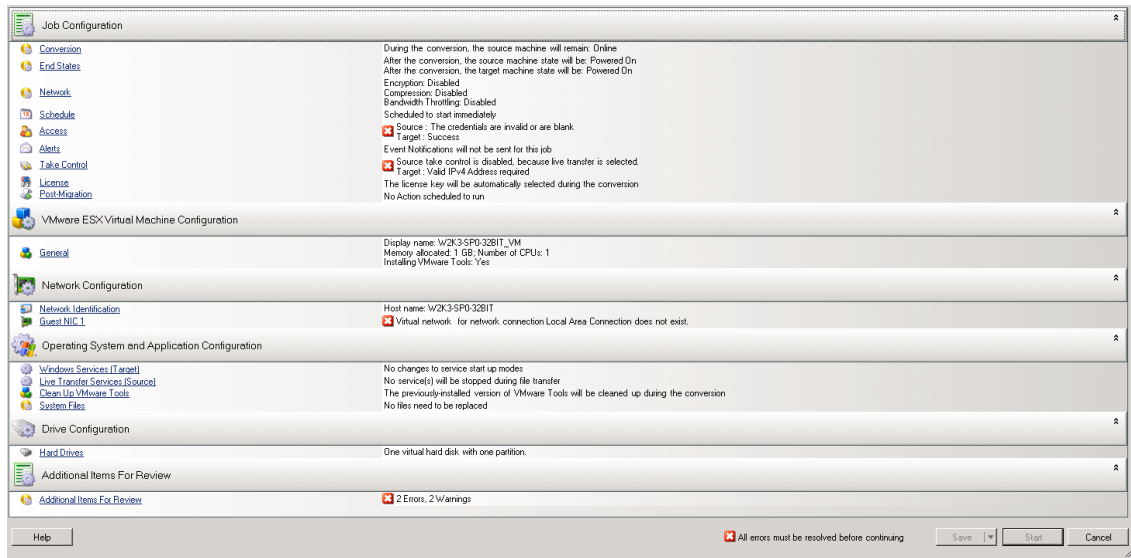 Job Configuration
Conversion During the conversion, the source machine will remain: Online
End States After the conversion, the source machine state will be: Powered On
After the conversion, the target machine state will be: Powered On
Network Encryption: Disabled
Compression: Disabled
Bandwidth Throttling: Disabled
Schedule Scheduled to start immediately
Access Source : The credentials are invalid or are blank
Target : Success
Alerts Event Notifications will not be sent for this job
Take Control Source take control is disabled, because live transfer is selected.
Target : Valid IPv4 Address required
License The license key will be automatically selected during the conversion
Post-Migration No Action scheduled to run
VMware ESX Virtual Machine Configuration
General Display name: W2K3-SP0-32BIT_VM
Memory allocated: 1 GB; Number of CPUs: 1
Installing VMware Tools: Yes
Network Configuration
Network Identification Host name: W2K3-SP0-32BIT
Guest NIC 1 Virtual network for network connection Local Area Connection does not exist.
Operating System and Application Configuration
Windows Services (Target) No changes to service start up modes
Live Transfer Services (Source) No service(s) will be stopped during file transfer
Clean Up VMware Tools The previously-installed version of VMware Tools will be cleaned up during the conversion
System Files No files need to be replaced
Drive Configuration
Hard Drives One virtual hard disk with one partition.
Additional Items For Review
Additional Items For Review 2 Errors, 2 Warnings
Help All errors must be resolved before continuing Save Start Cancel